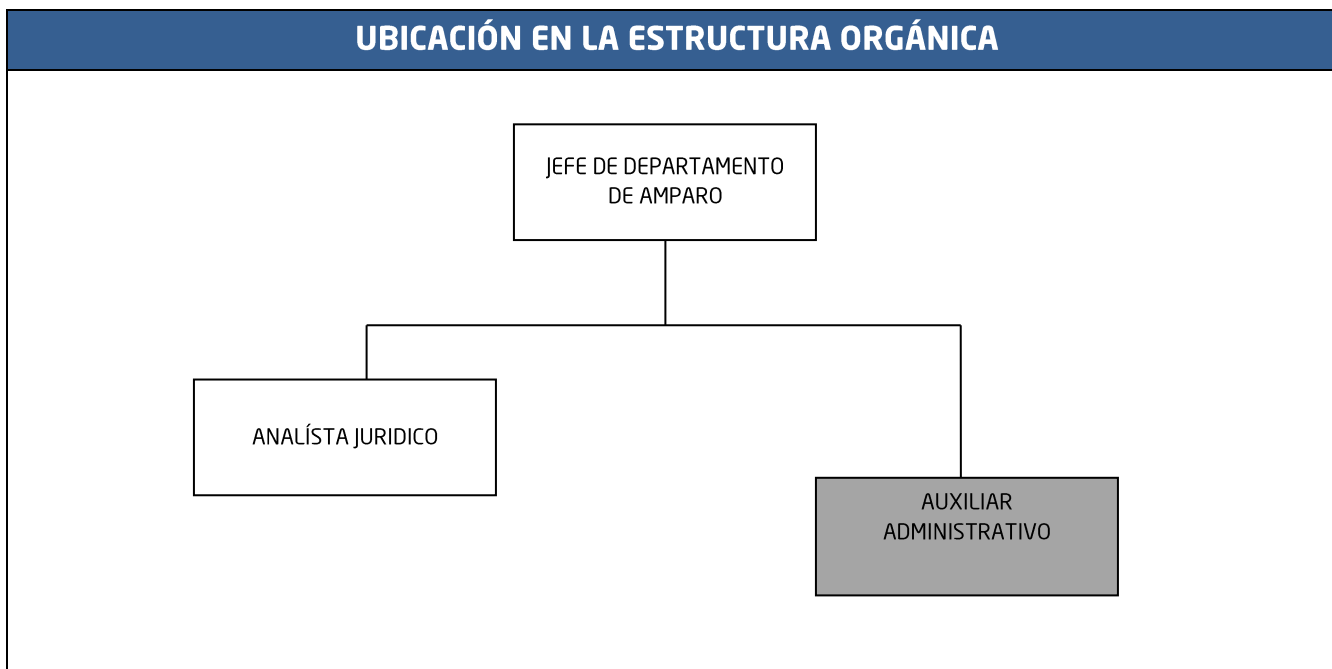 UBICACIÓN EN LA ESTRUCTURA ORGÁNICA
JEFE DE DEPARTAMENTO
DE AMPARO
ANALÍSTA JURIDICO
AUXILIAR
ADMINISTRATIVO